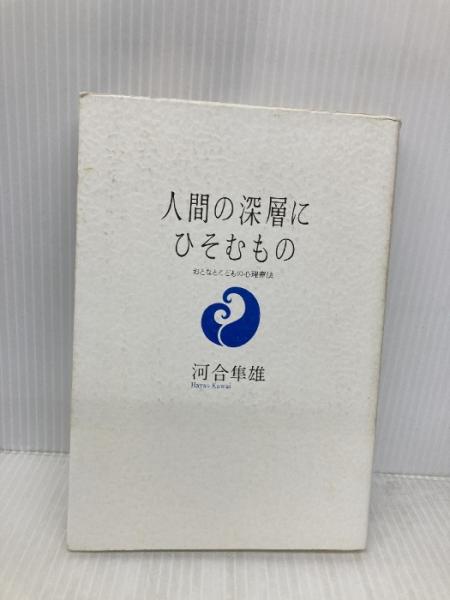 人間の深層に
ひそむもの
おとなとこどもの心理療法
河合隼雄
Hayao Kawai